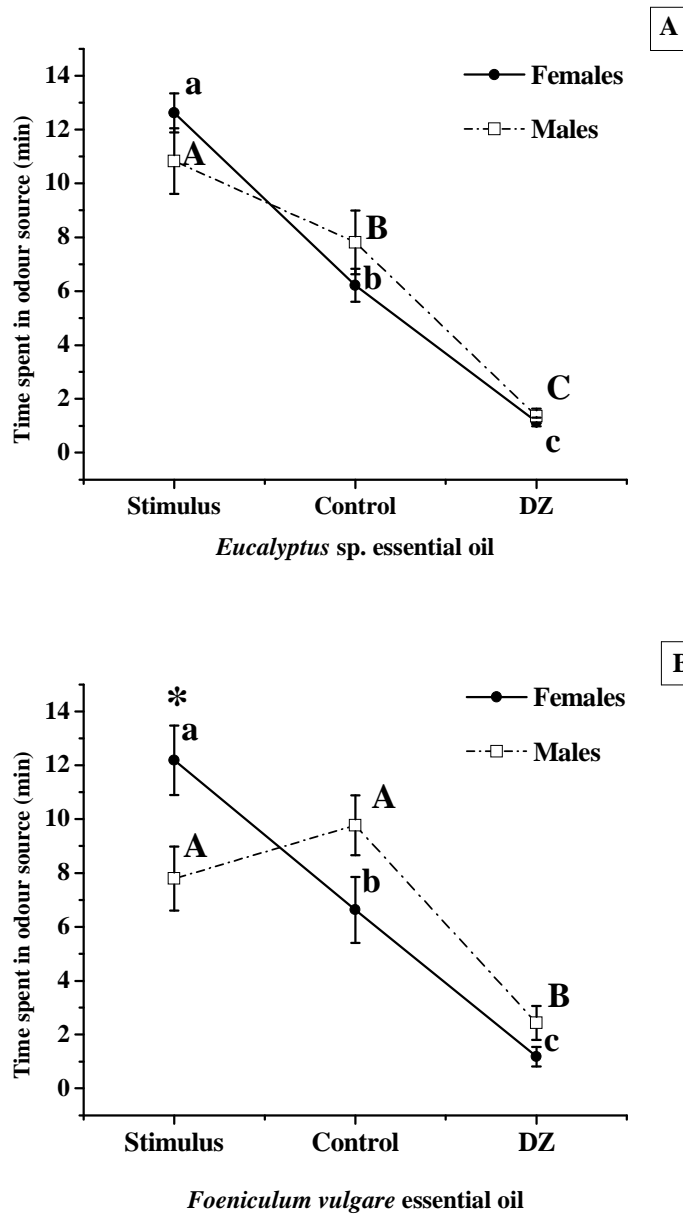 A
Time spent in odour source (min)
14
12
10
8
6
4
2
0
Females
Males
a
A
B
b
C
c
Stimulus
Control
DZ
Eucalyptus sp. essential oil
Time spent in odour source (min)
14
12
10
8
6
4
2
0
Females
Males
*
a
A
A
b
B
c
Stimulus
Control
DZ
Foeniculum vulgare essential oil